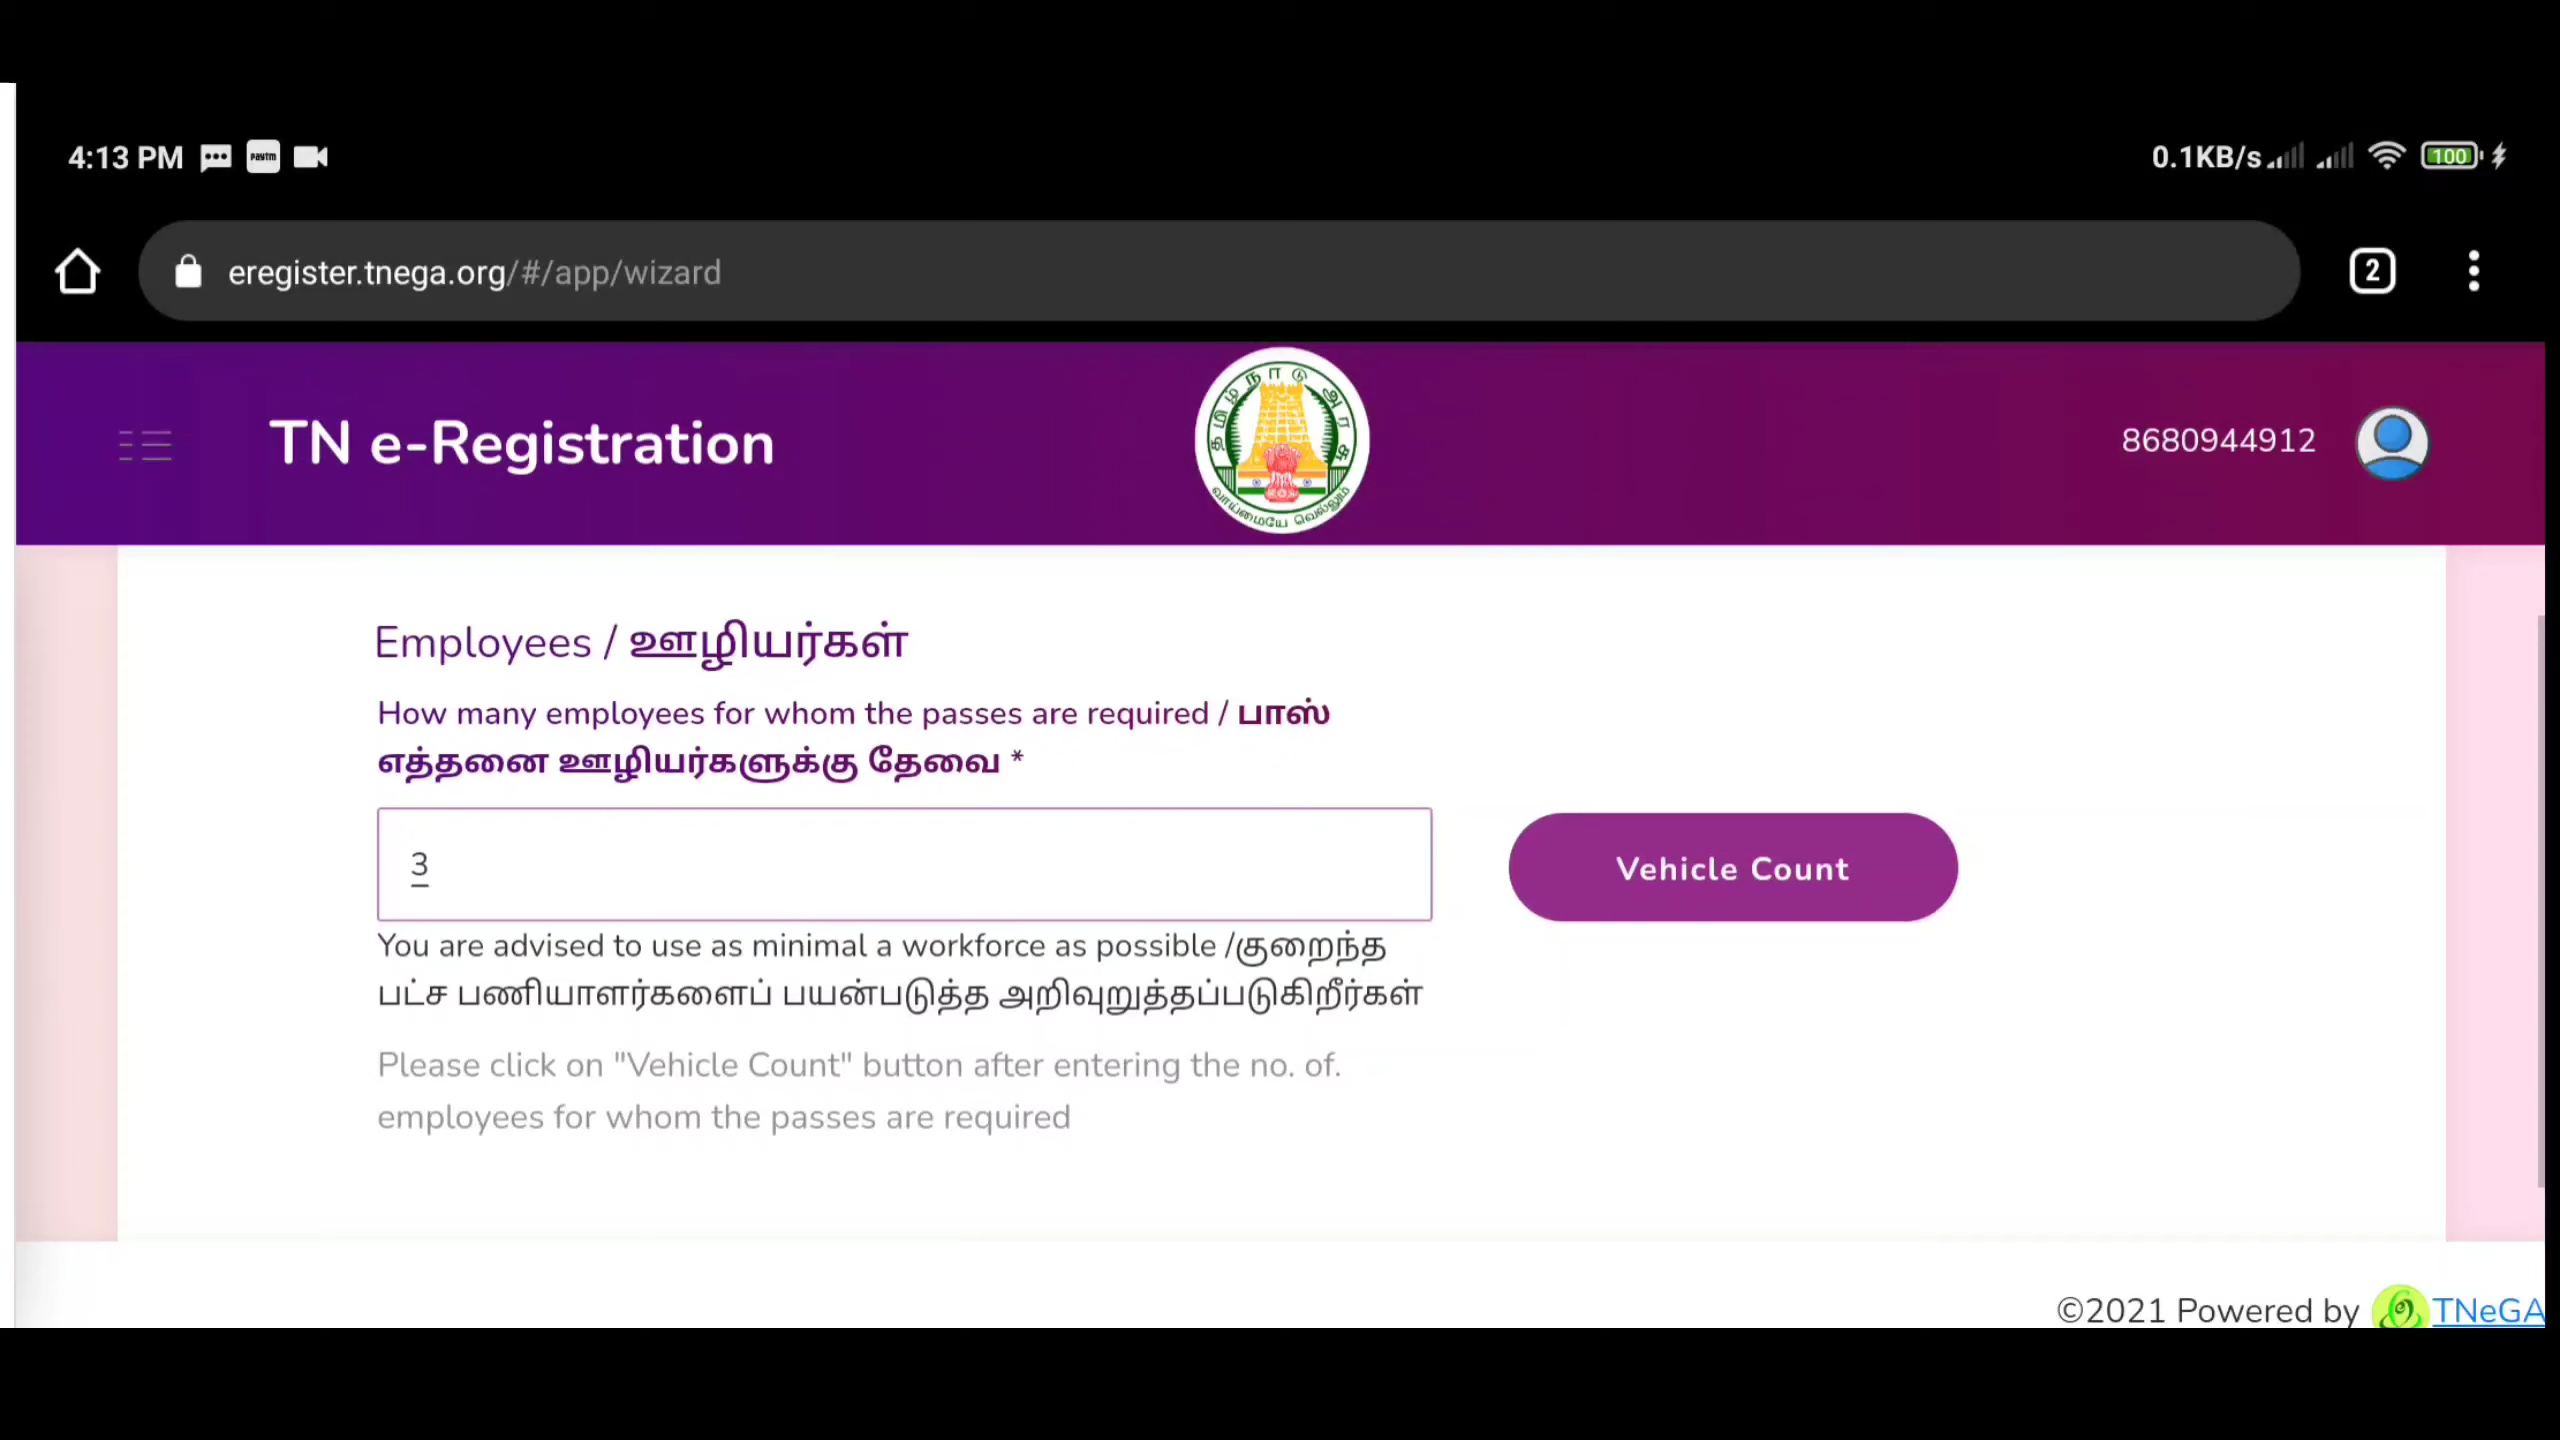 4:13 PM paytm 0.1KB/s 100
eregister.tnega.org/#/app/wizard 2
TN e-Registration தமிழ்நாடு அரசு 8680944912
வாய்மையே வெல்லும்
Employees / ஊழியர்கள்
How many employees for whom the passes are required / பாஸ்
எத்தனை ஊழியர்களுக்கு தேவை *
3
Vehicle Count
You are advised to use as minimal a workforce as possible /குறைந்த
பட்ச பணியாளர்களைப் பயன்படுத்த அறிவுறுத்தப்படுகிறீர்கள்
Please click on "Vehicle Count" button after entering the no. of.
employees for whom the passes are required
©2021 Powered by TNeGA